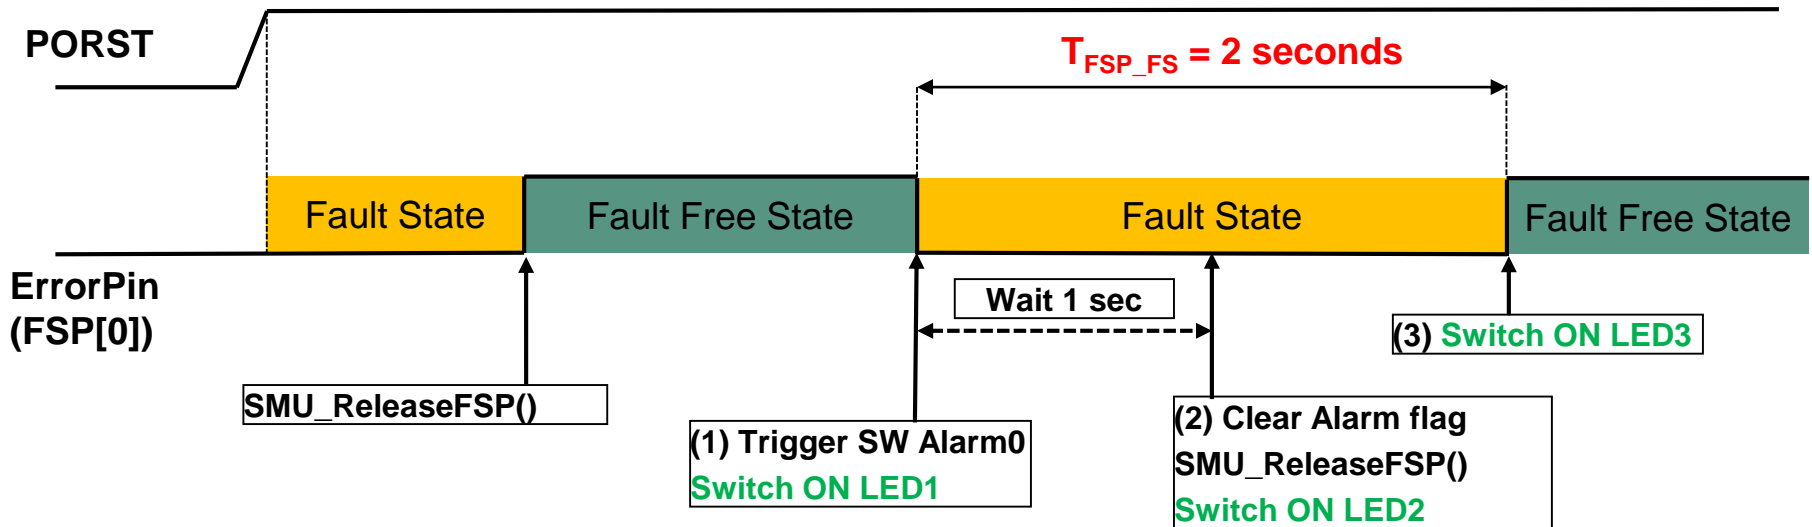 PORST
T_FSP_FS = 2 seconds
Fault State
Fault Free State
Fault State
Fault Free State
ErrorPin
(FSP[0])
Wait 1 sec
(3) Switch ON LED3
SMU_ReleaseFSP()
(1) Trigger SW Alarm0
Switch ON LED1
(2) Clear Alarm flag
SMU_ReleaseFSP()
Switch ON LED2